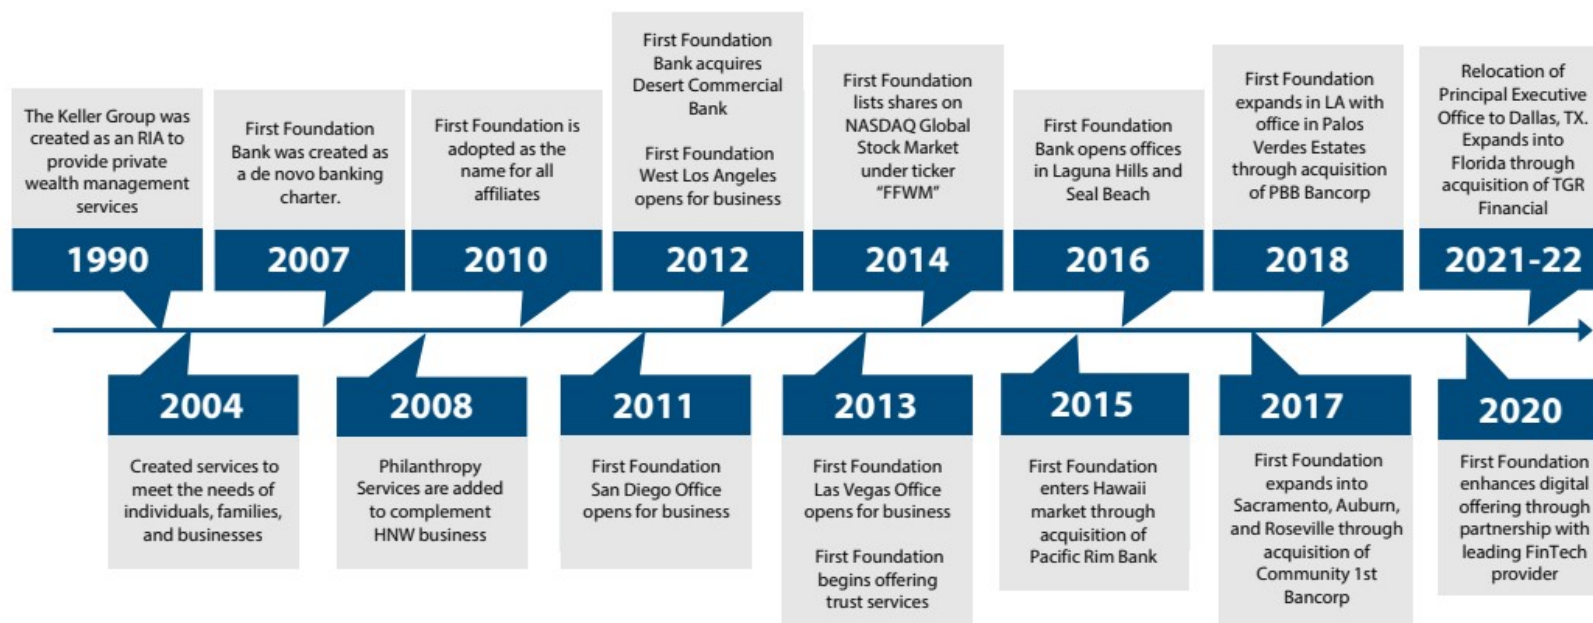 The Keller Group was
created as an RIA to
provide private
wealth management
services
1990
First Foundation
Bank was created as
a de novo banking
charter.
2007
First Foundation is
adopted as the
name for all
affiliates
2010
First Foundation
Bank acquires
Desert Commercial
Bank
First Foundation
West Los Angeles
opens for business
2012
First Foundation
lists shares on
NASDAQ Global
Stock Market
under ticker
“FFWM”
2014
First Foundation
Bank opens offices
in Laguna Hills and
Seal Beach
2016
First Foundation
expands in LA with
office in Palos
Verdes Estates
through acquisition
of PBB Bancorp
2018
Relocation of
Principal Executive
Office to Dallas, TX.
Expands into
Florida through
acquisition of TGR
Financial
2021-22
2004
Created services to
meet the needs of
individuals, families,
and businesses
2008
Philanthropy
Services are added
to complement
HNW business
2011
First Foundation
San Diego Office
opens for business
2013
First Foundation
Las Vegas Office
opens for business
First Foundation
begins offering
trust services
2015
First Foundation
enters Hawaii
market through
acquisition of
Pacific Rim Bank
2017
First Foundation
expands into
Sacramento, Auburn,
and Roseville through
acquisition of
Community 1st
Bancorp
2020
First Foundation
enhances digital
offering through
partnership with
leading FinTech
provider